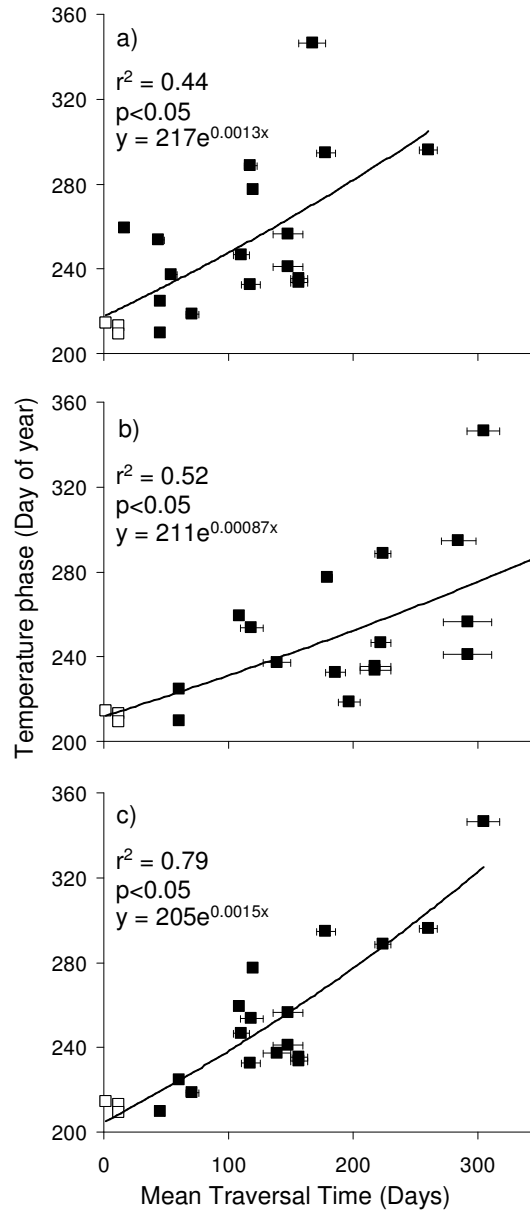 a)
r² = 0.44
p<0.05
y = 217e^0.0013x
360
320
280
240
200
b)
r² = 0.52
p<0.05
y = 211e^0.00087x
360
320
280
240
200
Temperature phase (Day of year)
c)
r² = 0.79
p<0.05
y = 205e^0.0015x
360
320
280
240
200
0 100 200 300
Mean Traversal Time (Days)